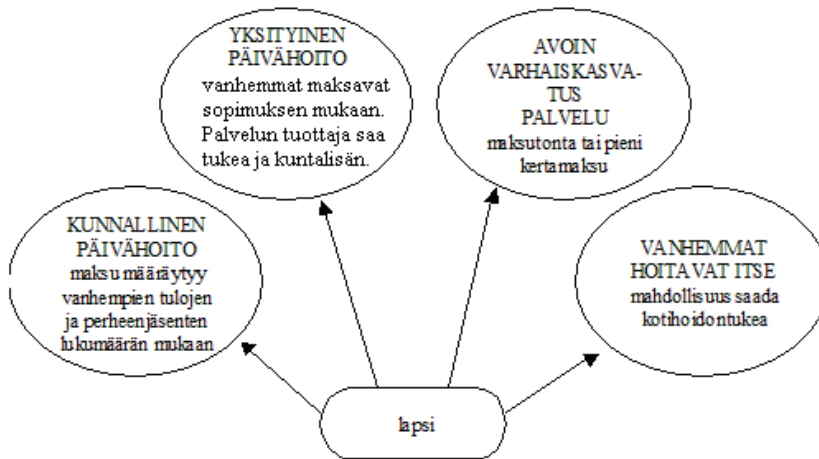 YKSITYINEN
PÄIVÄHOITO
vanhemmat maksavat
sopimuksen mukaan.
Palvelun tuottaja saa
tukea ja kuntalisän.
AVOIN
VARHAISKASVA-
TUS
PALVELU
maksutonta tai pieni
kertamaksu
KUNNALLINEN
PÄIVÄHOITO
maksu määräytyy
vanhempien tulojen
ja perheenjäsenten
lukumäärän mukaan
VANHEMMAT
HOITAVAT ITSE
mahdollisuus saada
kotihoidontukea
lapsi